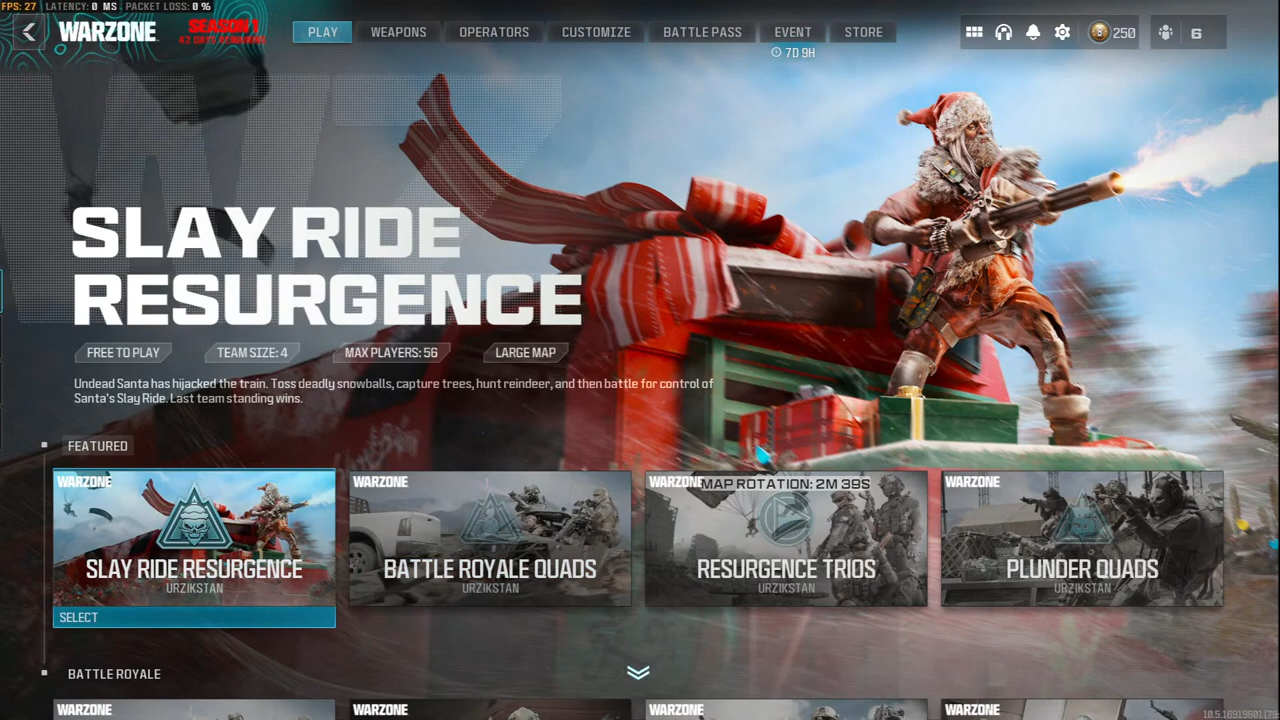 FPS: 27 LATENCY: 0 MS PACKET LOSS: 0 %
WARZONE
SEASON 1
42 DAYS REMAINING
PLAY
WEAPONS
OPERATORS
CUSTOMIZE
BATTLE PASS
EVENT
STORE
7D 9H
250
6
SLAY RIDE
RESURGENCE
FREE TO PLAY
TEAM SIZE: 4
MAX PLAYERS: 56
LARGE MAP
Undead Santa has hijacked the train. Toss deadly snowballs, capture trees, hunt reindeer, and then battle for control of
Santa's Slay Ride. Last team standing wins.
FEATURED
WARZONE
SLAY RIDE RESURGENCE
URZIKSTAN
SELECT
WARZONE
BATTLE ROYALE QUADS
URZIKSTAN
WARZONE
MAP ROTATION: 2M 39S
RESURGENCE TRIOS
URZIKSTAN
WARZONE
PLUNDER QUADS
URZIKSTAN
BATTLE ROYALE
WARZONE
WARZONE
WARZONE
WARZONE